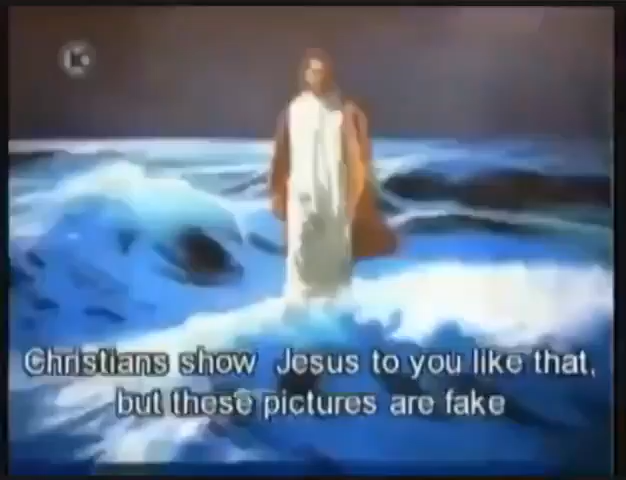 Christians show Jesus to you like that,
but these pictures are fake